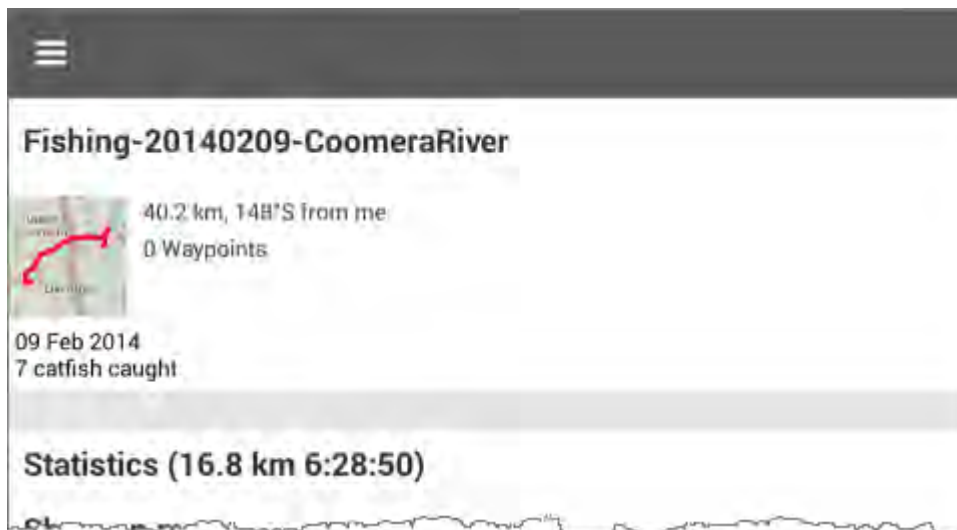 Fishing-20140209-CoomeraRiver
40.2 km, 148°S from me
0 Waypoints
09 Feb 2014
7 catfish caught
Statistics (16.8 km 6:28:50)